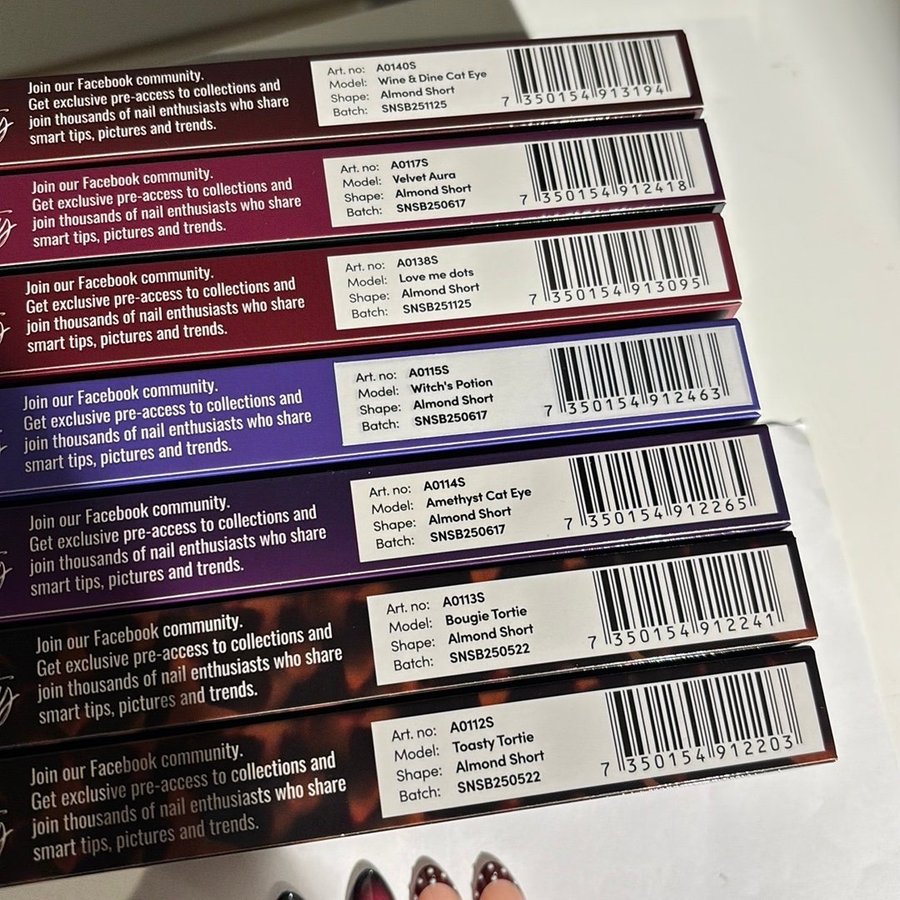 Join our Facebook community.
Get exclusive pre-access to collections and
join thousands of nail enthusiasts who share
smart tips, pictures and trends.
Art. no: A0140S
Model: Wine & Dine Cat Eye
Shape: Almond Short
Batch: SNSB251125
7 350154 913194
Join our Facebook community.
Get exclusive pre-access to collections and
join thousands of nail enthusiasts who share
smart tips, pictures and trends.
Art. no: A0117S
Model: Velvet Aura
Shape: Almond Short
Batch: SNSB250617
7 350154 912418
Join our Facebook community.
Get exclusive pre-access to collections and
join thousands of nail enthusiasts who share
smart tips, pictures and trends.
Art. no: A0138S
Model: Love me dots
Shape: Almond Short
Batch: SNSB251125
7 350154 913095
Join our Facebook community.
Get exclusive pre-access to collections and
join thousands of nail enthusiasts who share
smart tips, pictures and trends.
Art. no: A0115S
Model: Witch's Potion
Shape: Almond Short
Batch: SNSB250617
7 350154 912463
Join our Facebook community.
Get exclusive pre-access to collections and
join thousands of nail enthusiasts who share
smart tips, pictures and trends.
Art. no: A0114S
Model: Amethyst Cat Eye
Shape: Almond Short
Batch: SNSB250617
7 350154 912265
Join our Facebook community.
Get exclusive pre-access to collections and
join thousands of nail enthusiasts who share
smart tips, pictures and trends.
Art. no: A0113S
Model: Bougie Tortie
Shape: Almond Short
Batch: SNSB250522
7 350154 912241
Join our Facebook community.
Get exclusive pre-access to collections and
join thousands of nail enthusiasts who share
smart tips, pictures and trends.
Art. no: A0112S
Model: Toasty Tortie
Shape: Almond Short
Batch: SNSB250522
7 350154 912203